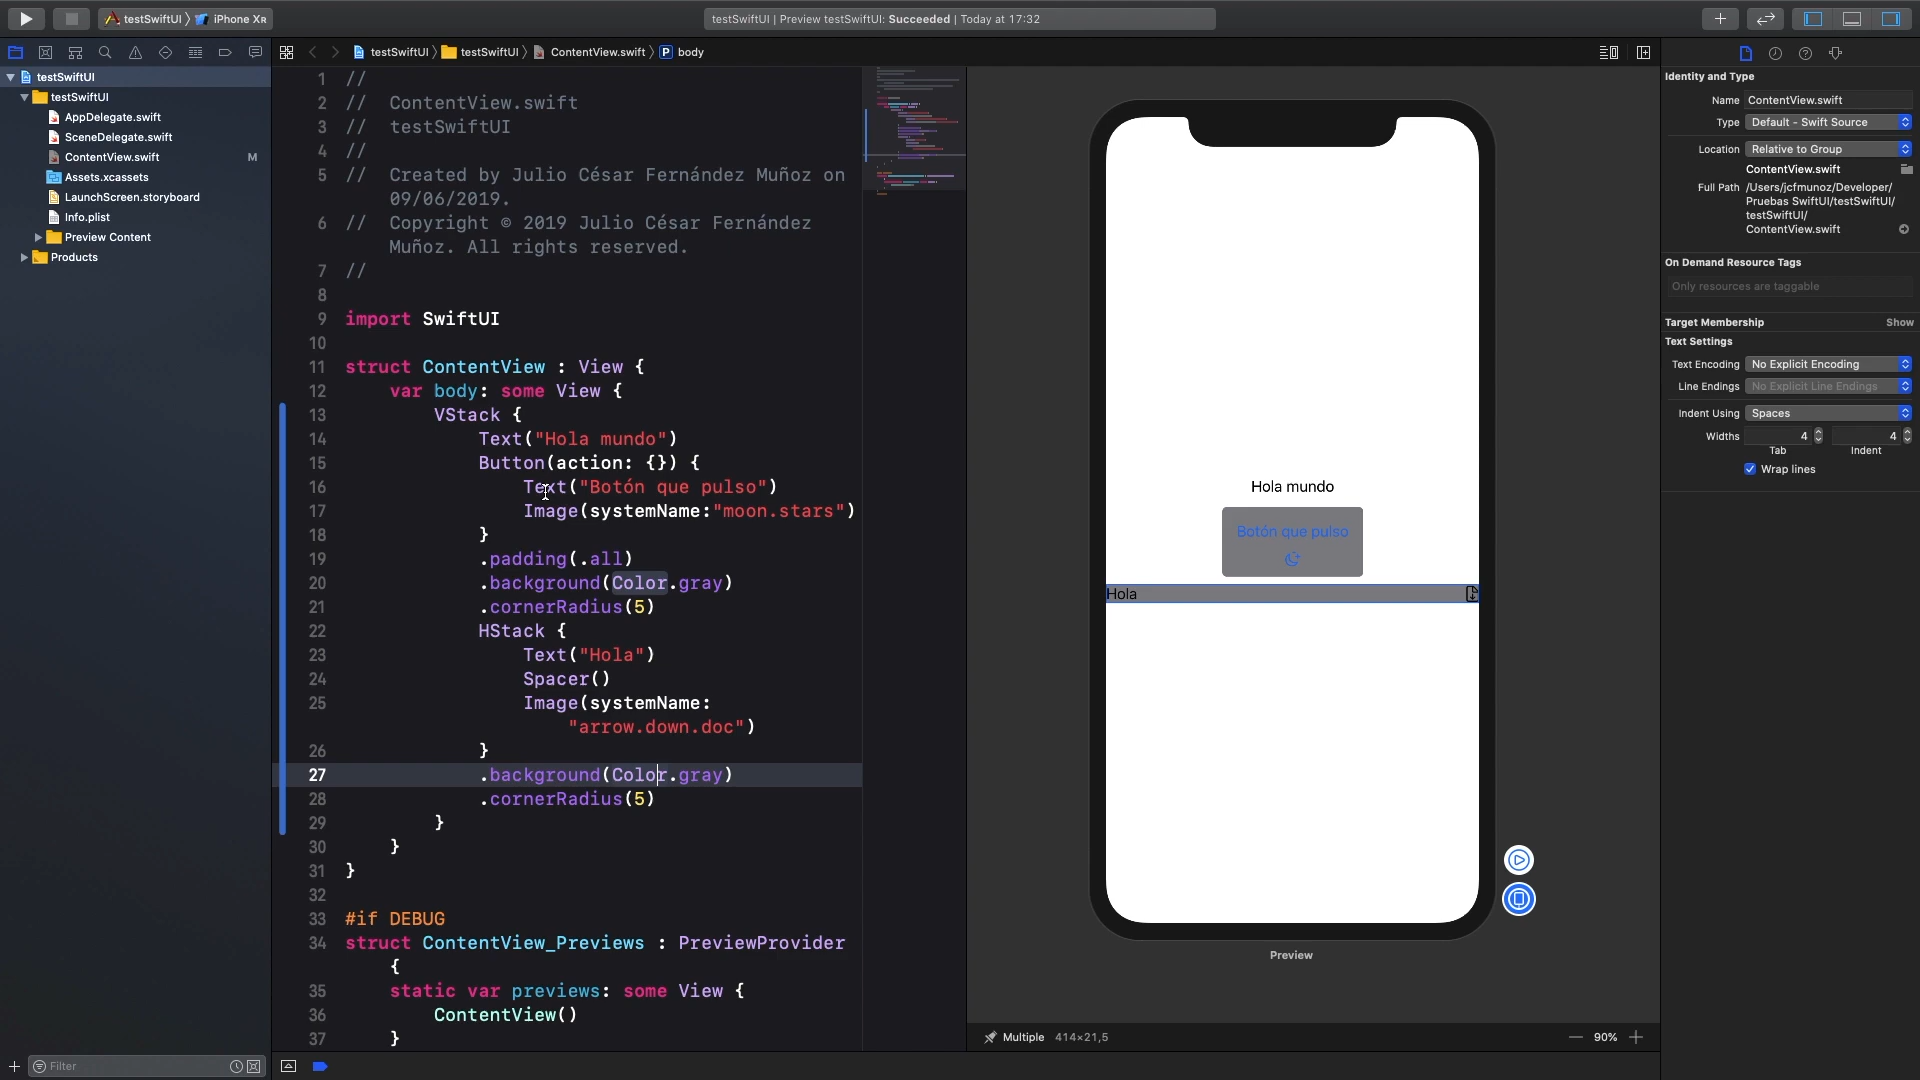 testSwiftUI 〉 iPhone XR
testSwiftUI | Preview testSwiftUI: Succeeded | Today at 17:32
testSwiftUI 〉 testSwiftUI 〉 ContentView.swift 〉 P body
testSwiftUI
testSwiftUI
AppDelegate.swift
SceneDelegate.swift
ContentView.swift M
Assets.xcassets
LaunchScreen.storyboard
Info.plist
Preview Content
Products
Filter
1 //
2 // ContentView.swift
3 // testSwiftUI
4 //
5 // Created by Julio César Fernández Muñoz on
09/06/2019.
6 // Copyright © 2019 Julio César Fernández
Muñoz. All rights reserved.
7 //
8
9 import SwiftUI
10
11 struct ContentView : View {
12 var body: some View {
13 VStack {
14 Text("Hola mundo")
15 Button(action: {}) {
16 Text("Botón que pulso")
17 Image(systemName:"moon.stars")
18 }
19 .padding(.all)
20 .background(Color.gray)
21 .cornerRadius(5)
22 HStack {
23 Text("Hola")
24 Spacer()
25 Image(systemName:
"arrow.down.doc")
26 }
27 .background(Color.gray)
28 .cornerRadius(5)
29 }
30 }
31 }
32
33 #if DEBUG
34 struct ContentView_Previews : PreviewProvider
{
35 static var previews: some View {
36 ContentView()
37 }
Hola mundo
Botón que pulso
Hola
Preview
Multiple 414×21,5
90%
Identity and Type
Name ContentView.swift
Type Default - Swift Source
Location Relative to Group
ContentView.swift
Full Path /Users/jcfmunoz/Developer/
Pruebas SwiftUI/testSwiftUI/
testSwiftUI/
ContentView.swift
On Demand Resource Tags
Only resources are taggable
Target Membership Show
Text Settings
Text Encoding No Explicit Encoding
Line Endings No Explicit Line Endings
Indent Using Spaces
Widths 4 4
Tab Indent
Wrap lines